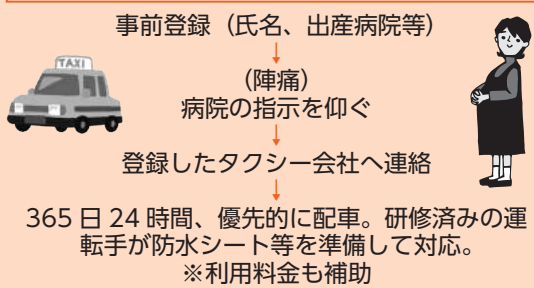 事前登録（氏名、出産病院等）
↓
TAXI
（陣痛）
病院の指示を仰ぐ
↓
登録したタクシー会社へ連絡
↓
365 日 24 時間、優先的に配車。研修済みの運
転手が防水シート等を準備して対応。
※利用料金も補助